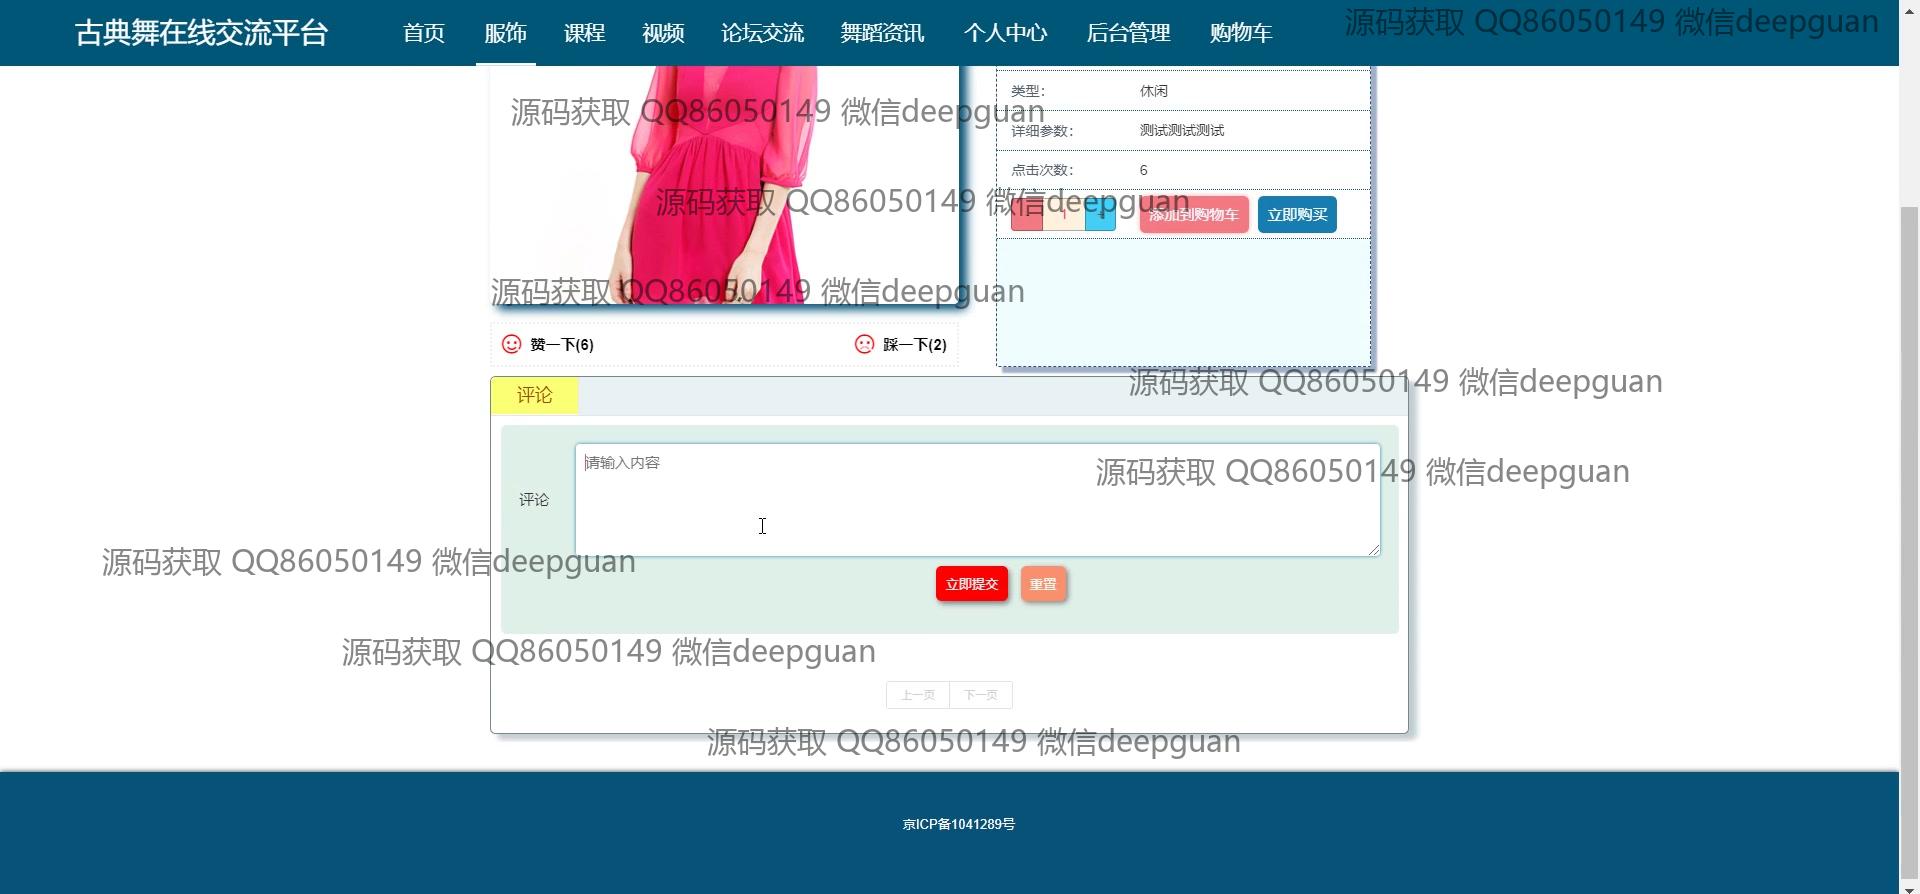 古典舞在线交流平台 首页 服饰 课程 视频 论坛交流 舞蹈资讯 个人中心 后台管理 购物车
源码获取 QQ86050149 微信deepguan
类型： 休闲
源码获取 QQ86050149 微信deepguan
详细参数： 测试测试测试
点击次数： 6
源码获取 QQ86050149 微信deepguan
1 + 添加到购物车 立即购买
源码获取 QQ86050149 微信deepguan
赞一下(6) 踩一下(2)
源码获取 QQ86050149 微信deepguan
评论
请输入内容
源码获取 QQ86050149 微信deepguan
评论
源码获取 QQ86050149 微信deepguan
立即提交 重置
源码获取 QQ86050149 微信deepguan
上一页 下一页
源码获取 QQ86050149 微信deepguan
京ICP备1041289号